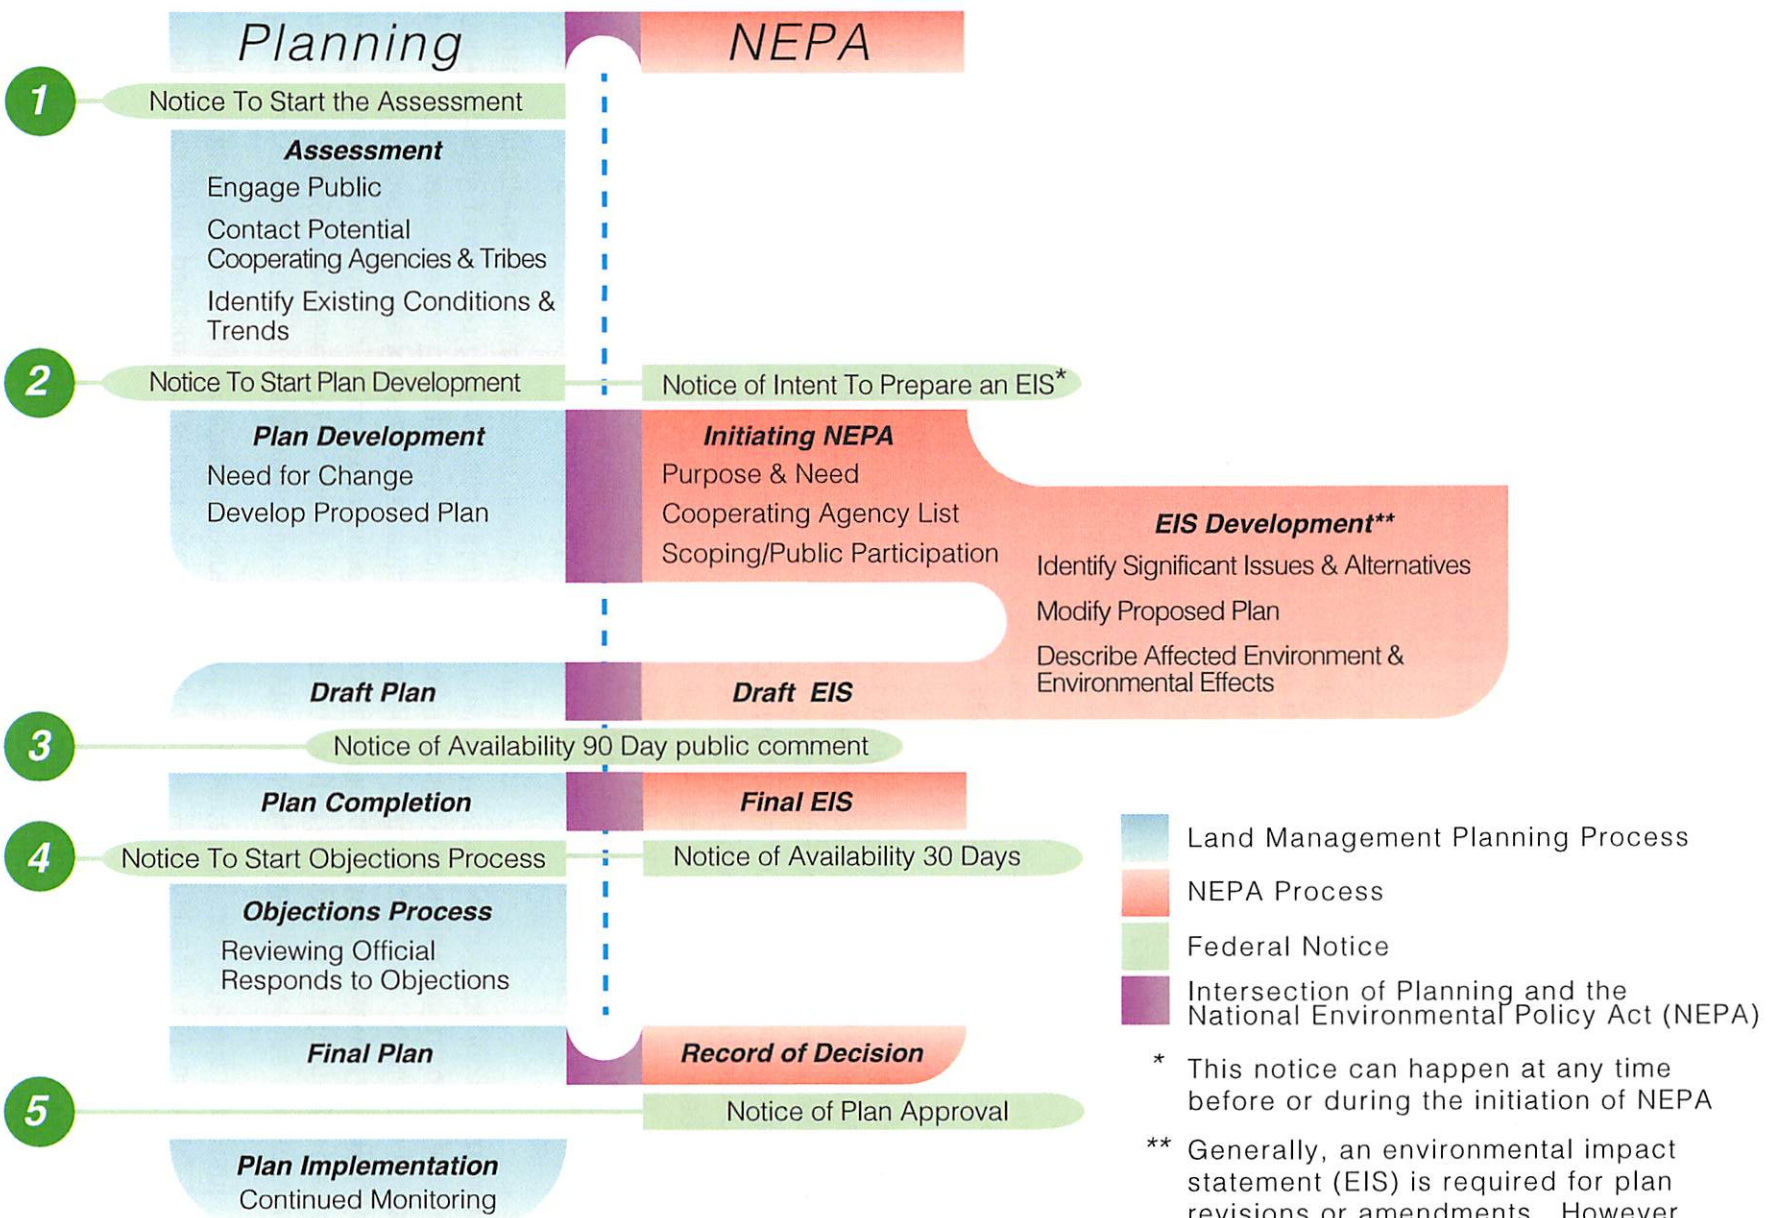 Planning
NEPA
1
Notice To Start the Assessment
Assessment
Engage Public
Contact Potential
Cooperating Agencies & Tribes
Identify Existing Conditions &
Trends
2
Notice To Start Plan Development
Notice of Intent To Prepare an EIS*
Plan Development
Need for Change
Develop Proposed Plan
Initiating NEPA
Purpose & Need
Cooperating Agency List
Scoping/Public Participation
EIS Development**
Identify Significant Issues & Alternatives
Modify Proposed Plan
Describe Affected Environment &
Environmental Effects
Draft Plan
Draft EIS
3
Notice of Availability 90 Day public comment
Plan Completion
Final EIS
4
Notice To Start Objections Process
Notice of Availability 30 Days
Objections Process
Reviewing Official
Responds to Objections
Final Plan
Record of Decision
5
Notice of Plan Approval
Plan Implementation
Continued Monitoring
Land Management Planning Process
NEPA Process
Federal Notice
Intersection of Planning and the
National Environmental Policy Act (NEPA)
* This notice can happen at any time
before or during the initiation of NEPA
** Generally, an environmental impact
statement (EIS) is required for plan
revisions or amendments. However